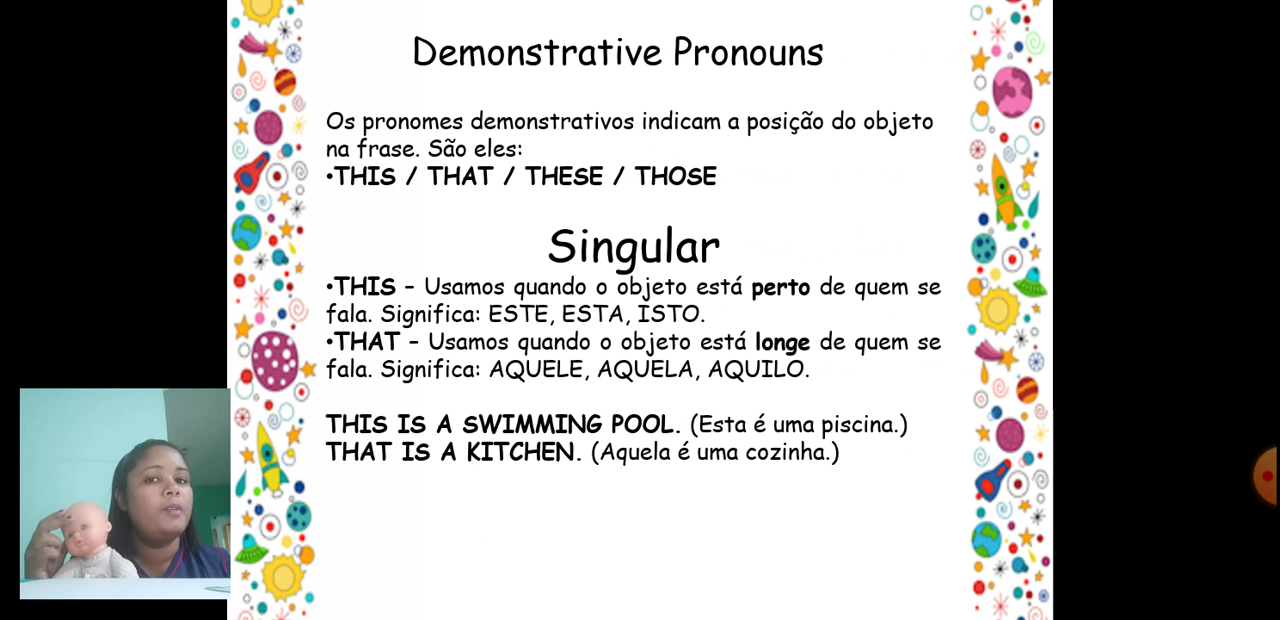 Demonstrative Pronouns
Os pronomes demonstrativos indicam a posição do objeto
na frase. São eles:
•THIS / THAT / THESE / THOSE
Singular
•THIS – Usamos quando o objeto está perto de quem se
fala. Significa: ESTE, ESTA, ISTO.
•THAT – Usamos quando o objeto está longe de quem se
fala. Significa: AQUELE, AQUELA, AQUILO.
THIS IS A SWIMMING POOL. (Esta é uma piscina.)
THAT IS A KITCHEN. (Aquela é uma cozinha.)